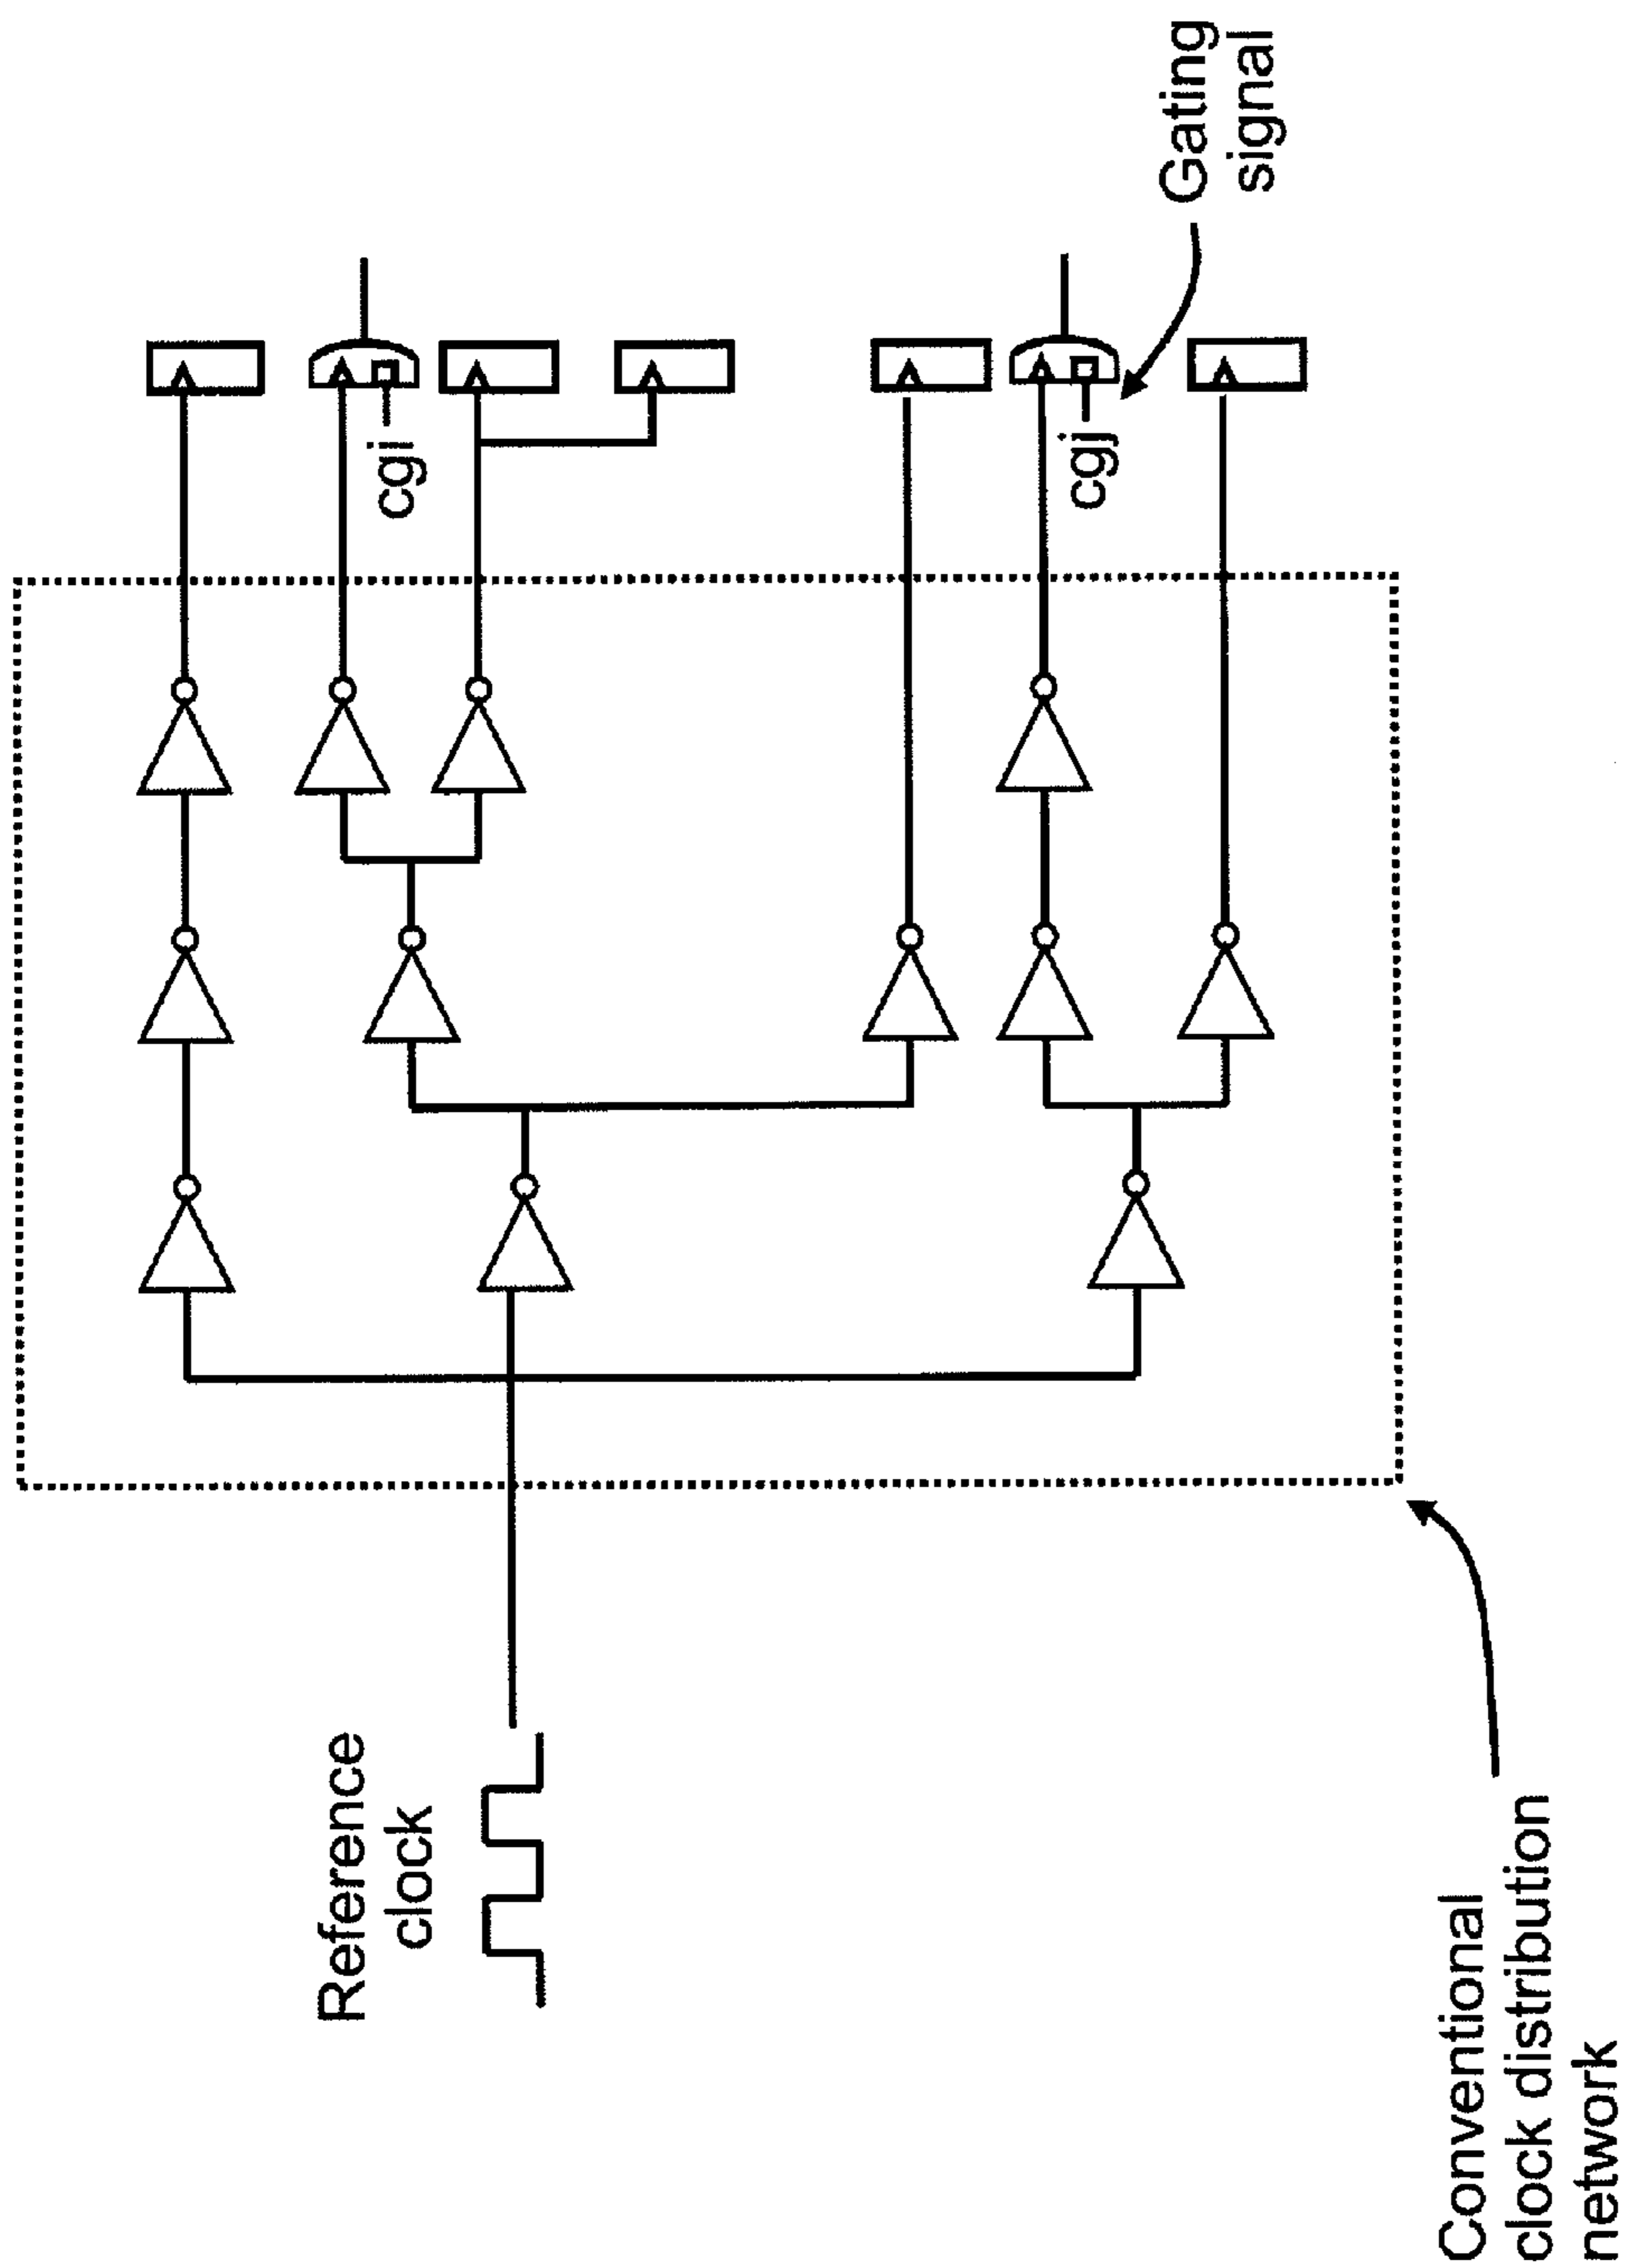 Reference
clock
cgi
cgj
Gating
signal
Conventional
clock distribution
network